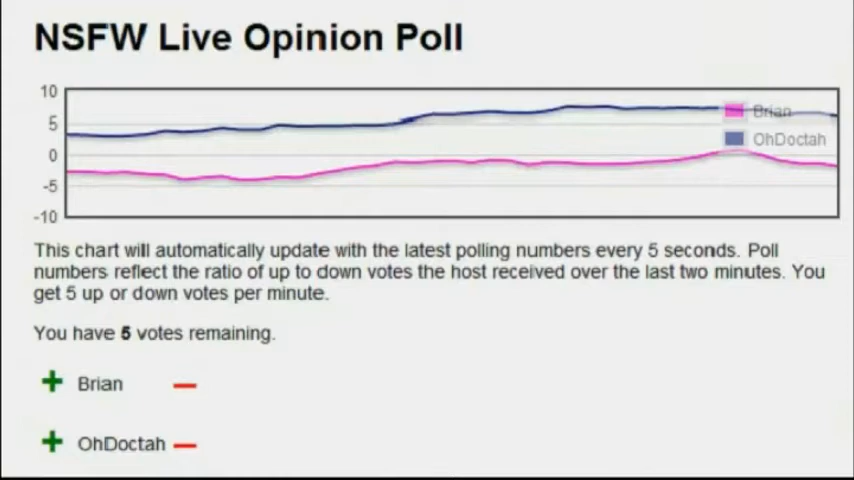 NSFW Live Opinion Poll
10
5
0
-5
-10
Brian
OhDoctah
This chart will automatically update with the latest polling numbers every 5 seconds. Poll
numbers reflect the ratio of up to down votes the host received over the last two minutes. You
get 5 up or down votes per minute.
You have 5 votes remaining.
+ Brian −
+ OhDoctah −